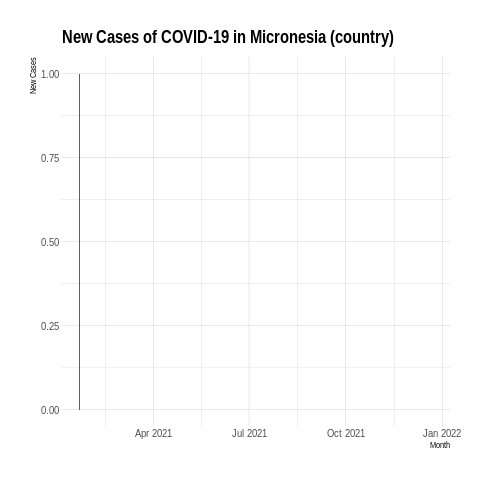 New Cases of COVID-19 in Micronesia (country)
New Cases
1.00
0.75
0.50
0.25
0.00
Apr 2021
Jul 2021
Oct 2021
Jan 2022
Month